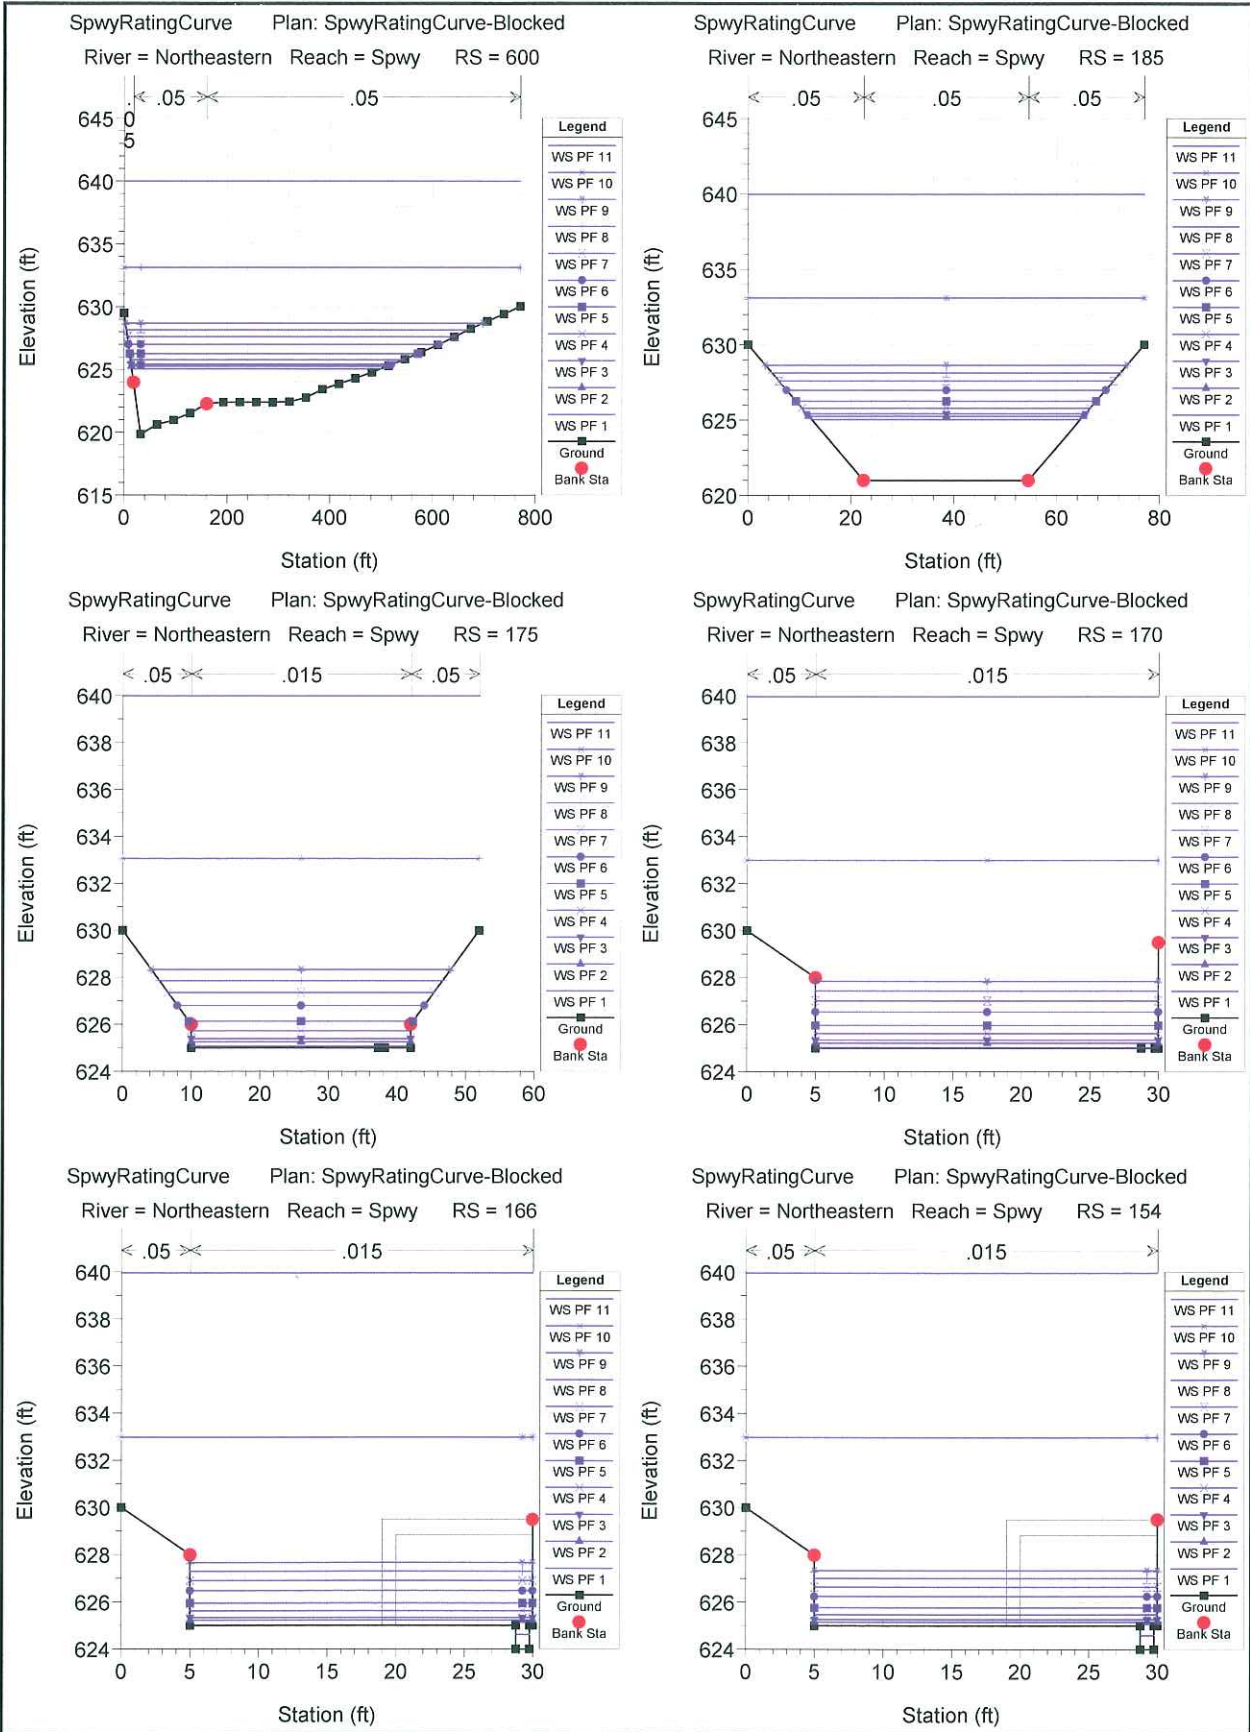 SpwyRatingCurve Plan: SpwyRatingCurve-Blocked
River = Northeastern Reach = Spwy RS = 600
.05 .05 .05
645
640
635
630
625
620
615
Elevation (ft)
0 200 400 600 800
Station (ft)
Legend
WS PF 11
WS PF 10
WS PF 9
WS PF 8
WS PF 7
WS PF 6
WS PF 5
WS PF 4
WS PF 3
WS PF 2
WS PF 1
Ground
Bank Sta
SpwyRatingCurve Plan: SpwyRatingCurve-Blocked
River = Northeastern Reach = Spwy RS = 185
.05 .05 .05
645
640
635
630
625
620
Elevation (ft)
0 20 40 60 80
Station (ft)
Legend
WS PF 11
WS PF 10
WS PF 9
WS PF 8
WS PF 7
WS PF 6
WS PF 5
WS PF 4
WS PF 3
WS PF 2
WS PF 1
Ground
Bank Sta
SpwyRatingCurve Plan: SpwyRatingCurve-Blocked
River = Northeastern Reach = Spwy RS = 175
.05 .015 .05
640
638
636
634
632
630
628
626
624
Elevation (ft)
0 10 20 30 40 50 60
Station (ft)
Legend
WS PF 11
WS PF 10
WS PF 9
WS PF 8
WS PF 7
WS PF 6
WS PF 5
WS PF 4
WS PF 3
WS PF 2
WS PF 1
Ground
Bank Sta
SpwyRatingCurve Plan: SpwyRatingCurve-Blocked
River = Northeastern Reach = Spwy RS = 170
.05 .015
640
638
636
634
632
630
628
626
624
Elevation (ft)
0 5 10 15 20 25 30
Station (ft)
Legend
WS PF 11
WS PF 10
WS PF 9
WS PF 8
WS PF 7
WS PF 6
WS PF 5
WS PF 4
WS PF 3
WS PF 2
WS PF 1
Ground
Bank Sta
SpwyRatingCurve Plan: SpwyRatingCurve-Blocked
River = Northeastern Reach = Spwy RS = 166
.05 .015
640
638
636
634
632
630
628
626
624
Elevation (ft)
0 5 10 15 20 25 30
Station (ft)
Legend
WS PF 11
WS PF 10
WS PF 9
WS PF 8
WS PF 7
WS PF 6
WS PF 5
WS PF 4
WS PF 3
WS PF 2
WS PF 1
Ground
Bank Sta
SpwyRatingCurve Plan: SpwyRatingCurve-Blocked
River = Northeastern Reach = Spwy RS = 154
.05 .015
640
638
636
634
632
630
628
626
624
Elevation (ft)
0 5 10 15 20 25 30
Station (ft)
Legend
WS PF 11
WS PF 10
WS PF 9
WS PF 8
WS PF 7
WS PF 6
WS PF 5
WS PF 4
WS PF 3
WS PF 2
WS PF 1
Ground
Bank Sta